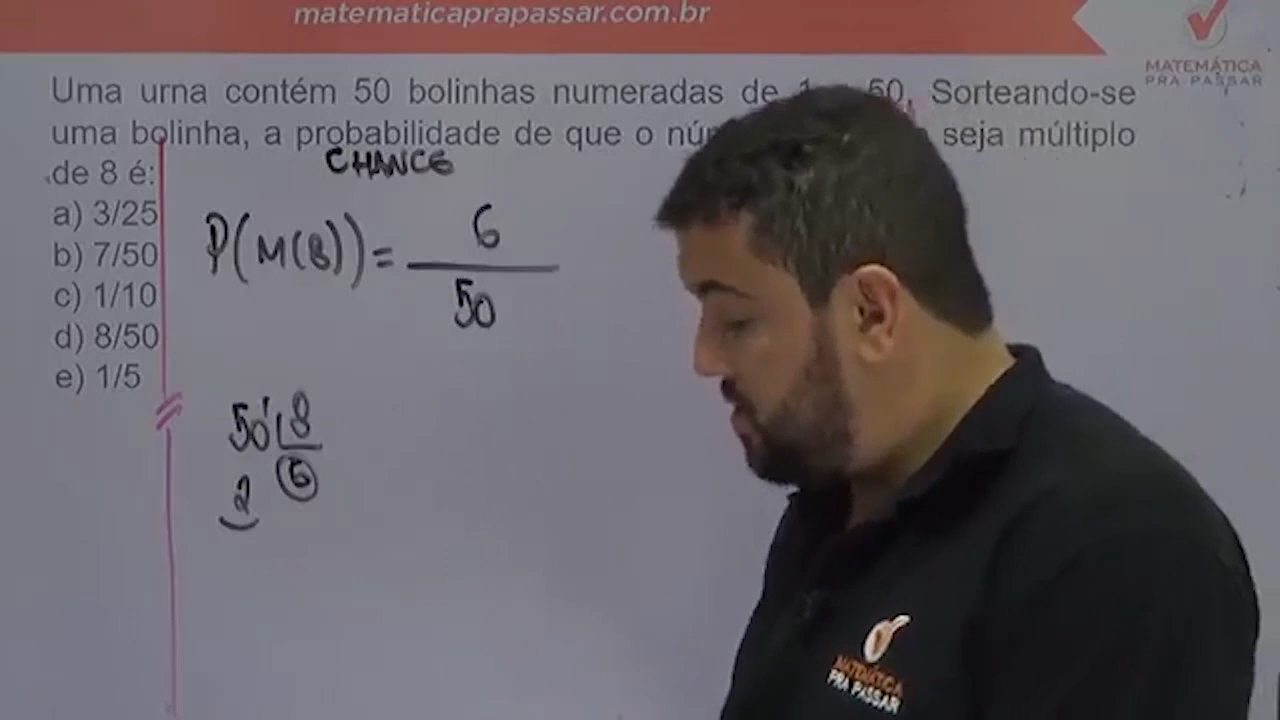 matematicaprapassar.com.br
MATEMÁTICA
PRA PASSAR
Uma urna contém 50 bolinhas numeradas de 1 50. Sorteando-se
uma bolinha, a probabilidade de que o seja múltiplo
de 8 é:
CHANCE
a) 3/25
b) 7/50
c) 1/10
d) 8/50
e) 1/5
P(M(8)) = 6
50
50 8
2 6
MATEMÁTICA
PRA PASSAR